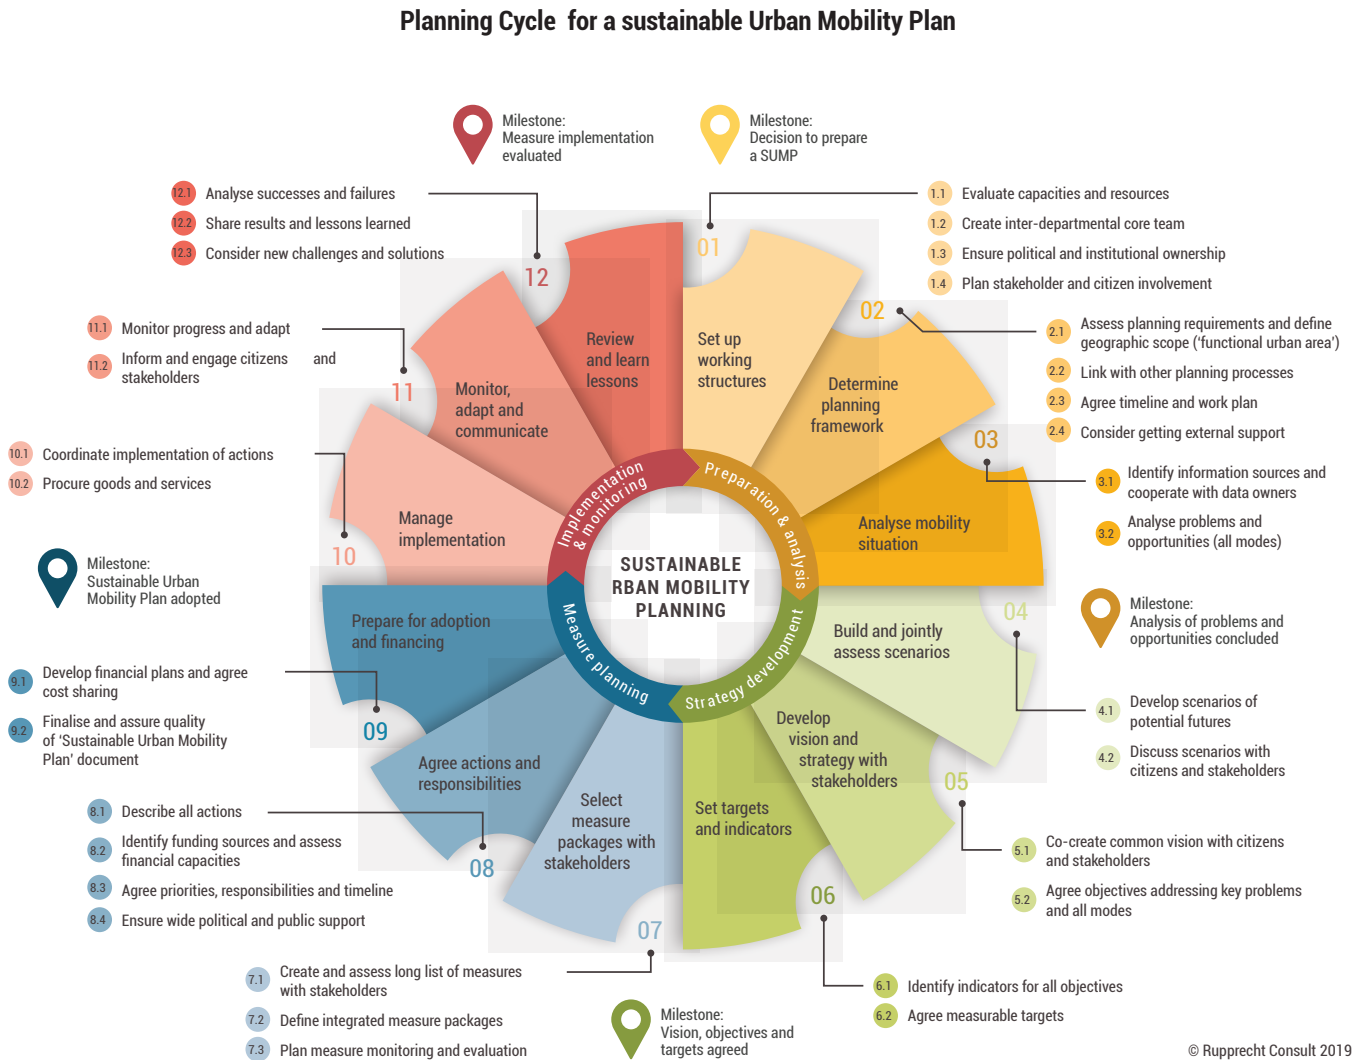 Planning Cycle for a sustainable Urban Mobility Plan
Milestone:
Measure implementation
evaluated
Milestone:
Decision to prepare
a SUMP
12.1 Analyse successes and failures
12.2 Share results and lessons learned
12.3 Consider new challenges and solutions
1.1 Evaluate capacities and resources
1.2 Create inter-departmental core team
1.3 Ensure political and institutional ownership
1.4 Plan stakeholder and citizen involvement
11.1 Monitor progress and adapt
11.2 Inform and engage citizens and
stakeholders
2.1 Assess planning requirements and define
geographic scope (‘functional urban area’)
2.2 Link with other planning processes
2.3 Agree timeline and work plan
2.4 Consider getting external support
10.1 Coordinate implementation of actions
10.2 Procure goods and services
3.1 Identify information sources and
cooperate with data owners
3.2 Analyse problems and
opportunities (all modes)
Milestone:
Sustainable Urban
Mobility Plan adopted
Milestone:
Analysis of problems and
opportunities concluded
01
Set up
working
structures
02
Determine
planning
framework
03
Analyse mobility
situation
04
Build and jointly
assess scenarios
05
Develop
vision and
strategy with
stakeholders
06
Set targets
and indicators
07
Select
measure
packages with
stakeholders
08
Agree actions and
responsibilities
09
Prepare for adoption
and financing
10
Manage
implementation
11
Monitor,
adapt and
communicate
12
Review
and learn
lessons
Preparation & analysis
Strategy development
Measure planning
Implementation
& monitoring
SUSTAINABLE
RBAN MOBILITY
PLANNING
9.1 Develop financial plans and agree
cost sharing
9.2 Finalise and assure quality
of ‘Sustainable Urban Mobility
Plan’ document
4.1 Develop scenarios of
potential futures
4.2 Discuss scenarios with
citizens and stakeholders
8.1 Describe all actions
8.2 Identify funding sources and assess
financial capacities
8.3 Agree priorities, responsibilities and timeline
8.4 Ensure wide political and public support
5.1 Co-create common vision with citizens
and stakeholders
5.2 Agree objectives addressing key problems
and all modes
7.1 Create and assess long list of measures
with stakeholders
7.2 Define integrated measure packages
7.3 Plan measure monitoring and evaluation
Milestone:
Vision, objectives and
targets agreed
6.1 Identify indicators for all objectives
6.2 Agree measurable targets
© Rupprecht Consult 2019